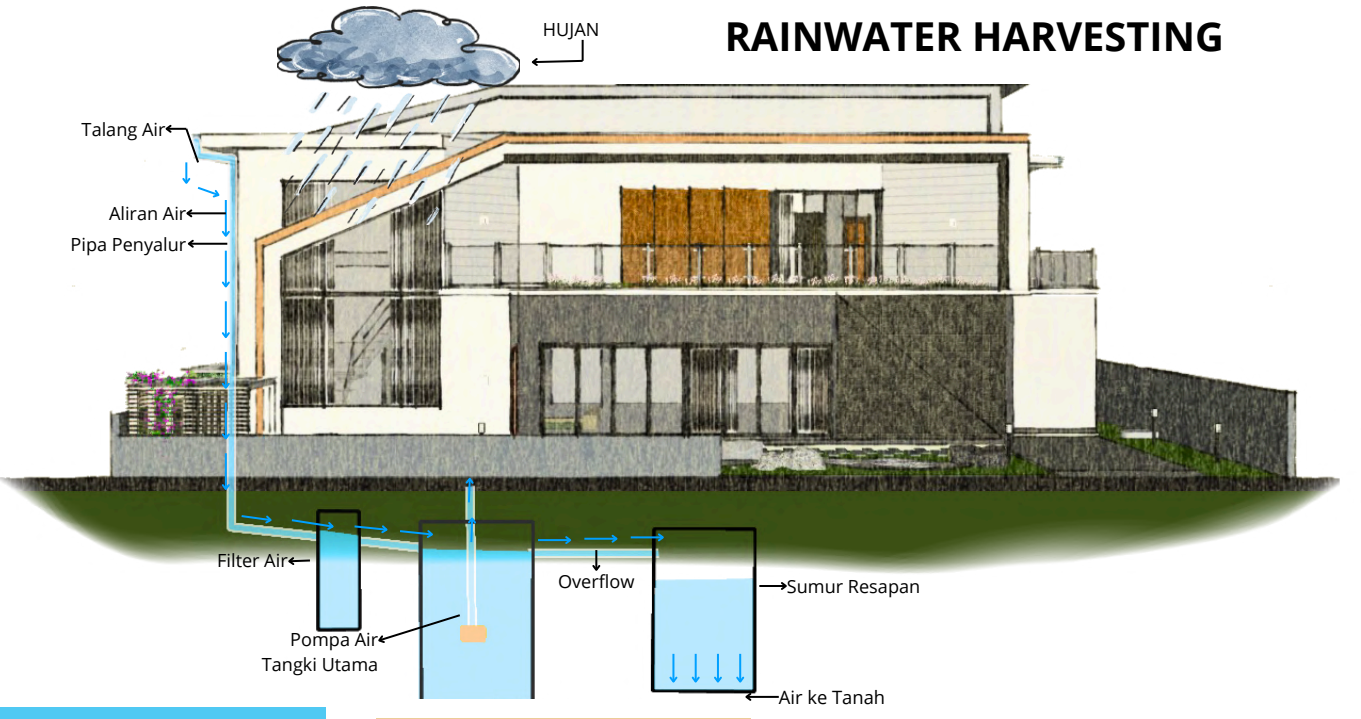 RAINWATER HARVESTING
HUJAN
Talang Air
Aliran Air
Pipa Penyalur
Filter Air
Overflow
Sumur Resapan
Pompa Air
Tangki Utama
Air ke Tanah